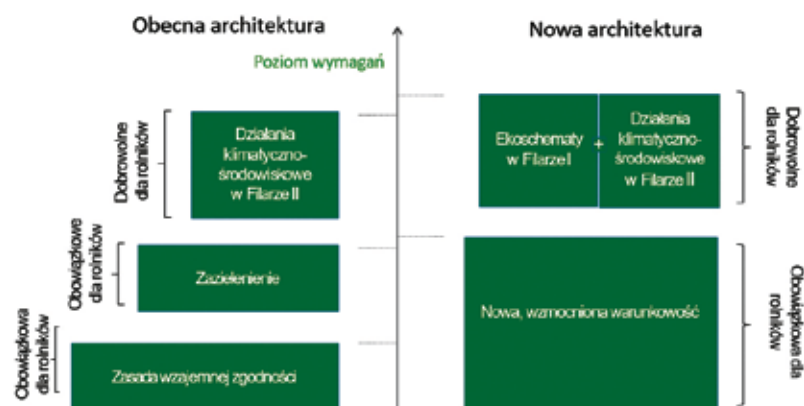 Obecna architektura
Poziom wymagań
Dobrowolne
dla rolników
Działania
klimatyczno-
środowiskowe
w Filarze II
Obowiązkowe
dla rolników
Zazielenienie
Obowiązkowa
dla rolników
Zasada wzajemnej zgodności
Nowa architektura
Ekoschematy
w Filarze I
+
Działania
klimatyczno-
środowiskowe
w Filarze II
Dobrowolne
dla rolników
Nowa, wzmocniona warunkowość
Obowiązkowa dla
rolników